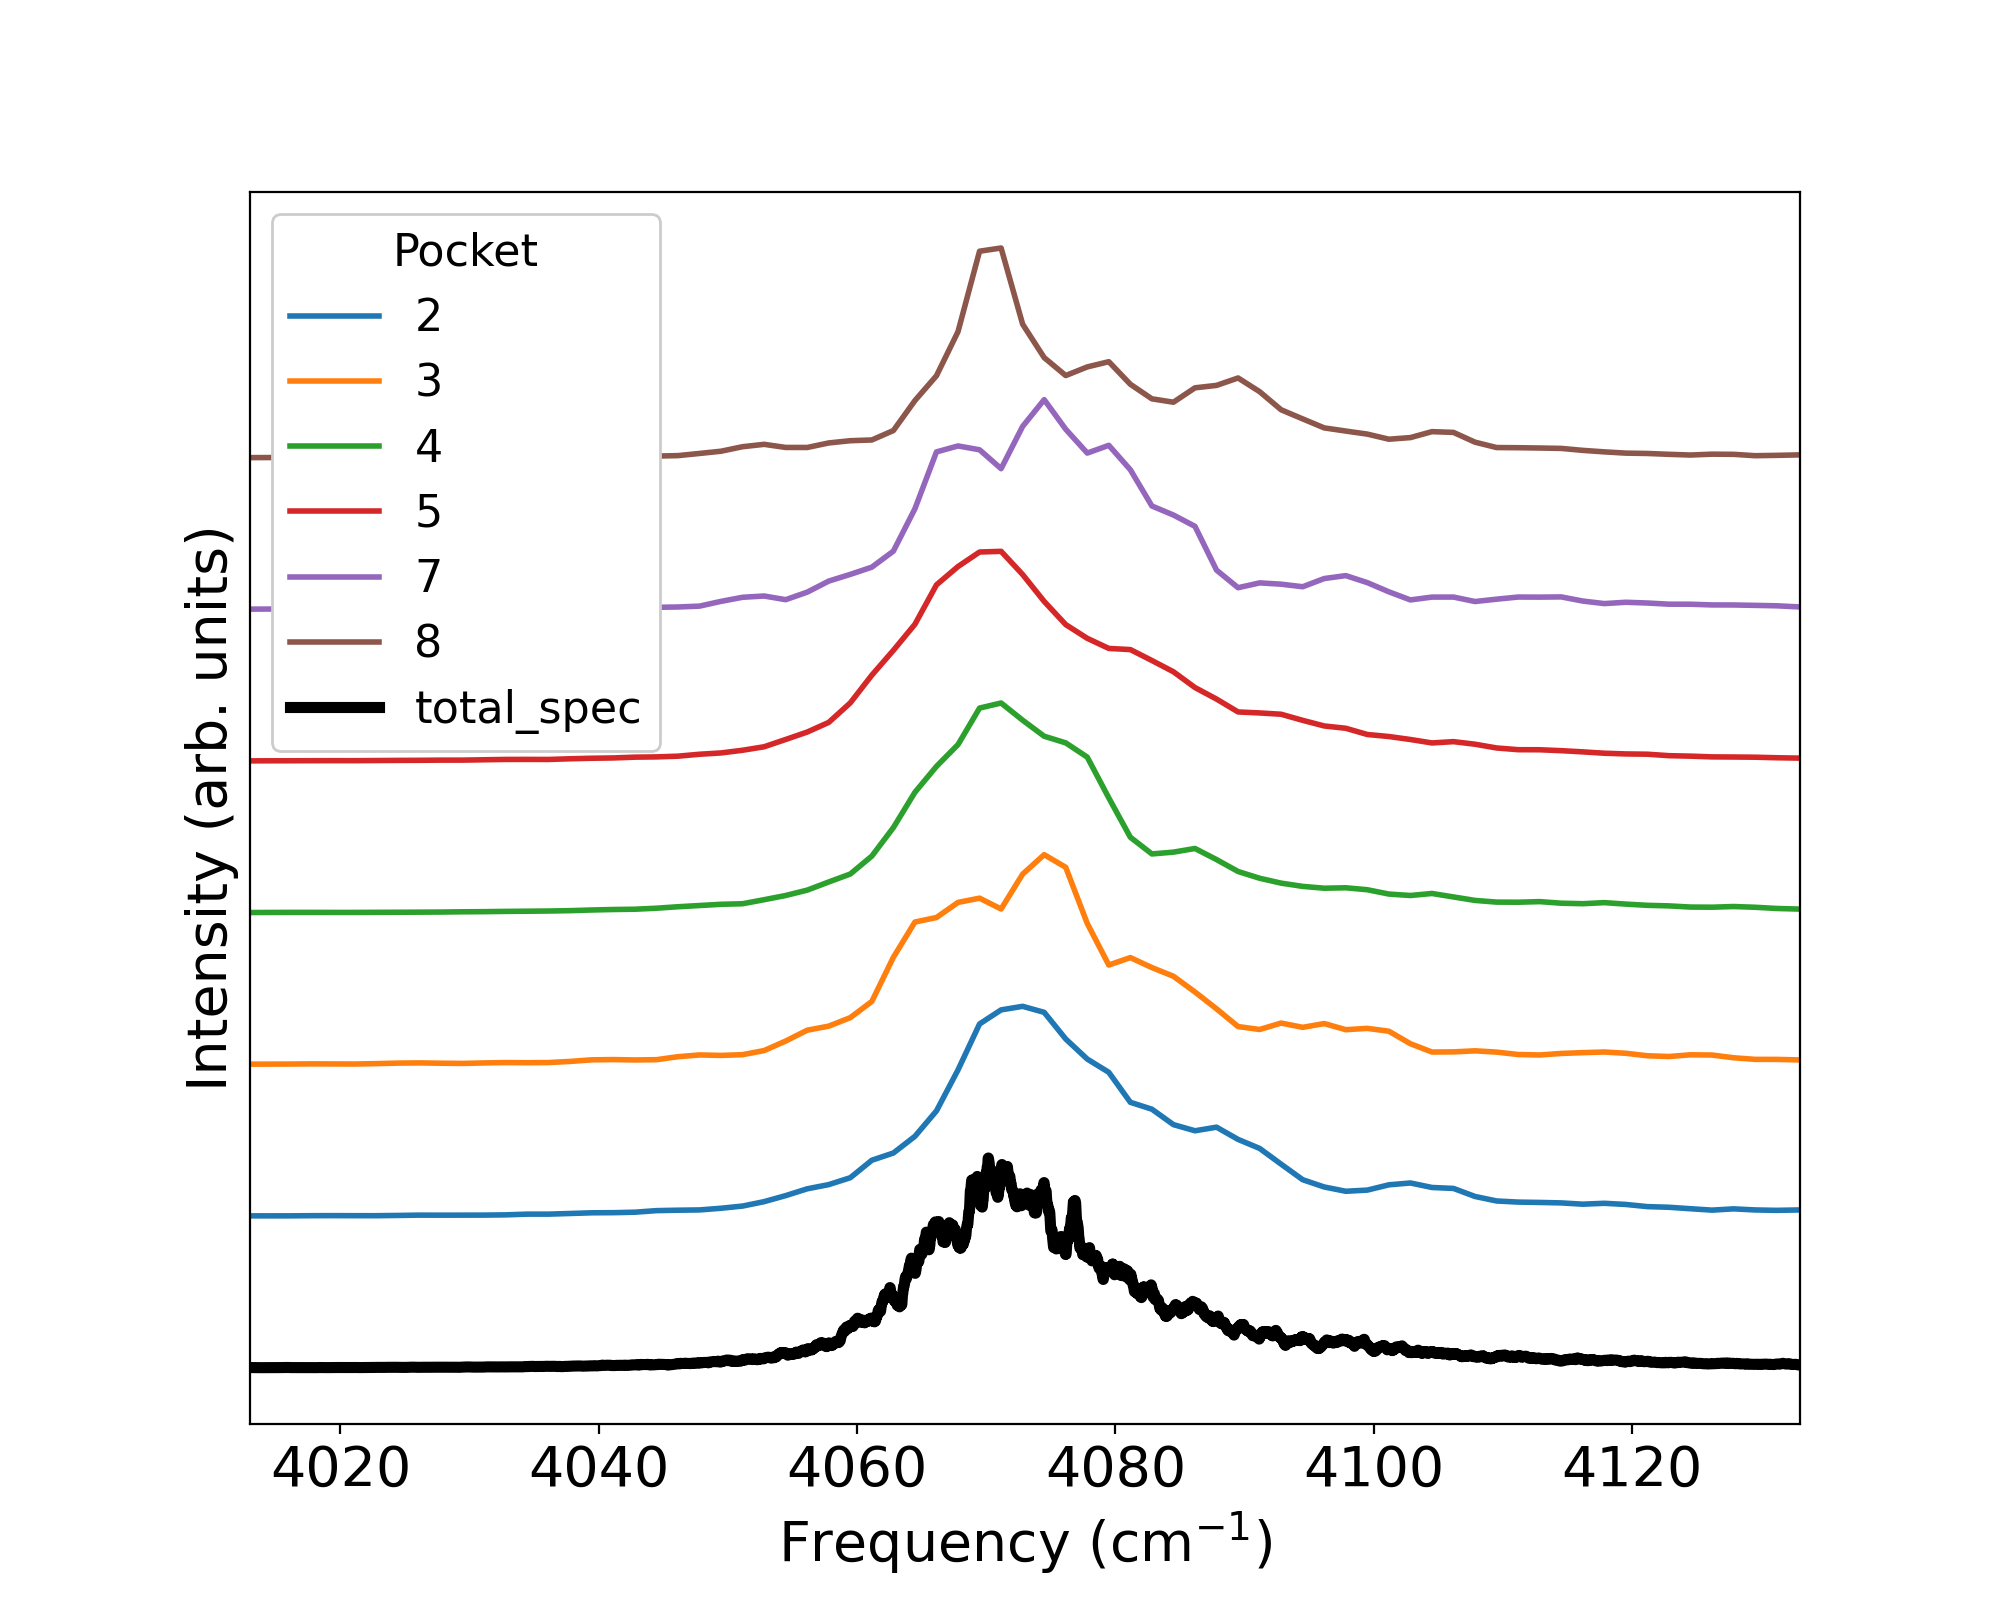 Pocket
2
3
4
5
7
8
total_spec
Intensity (arb. units)
4020 4040 4060 4080 4100 4120
Frequency (cm⁻¹)